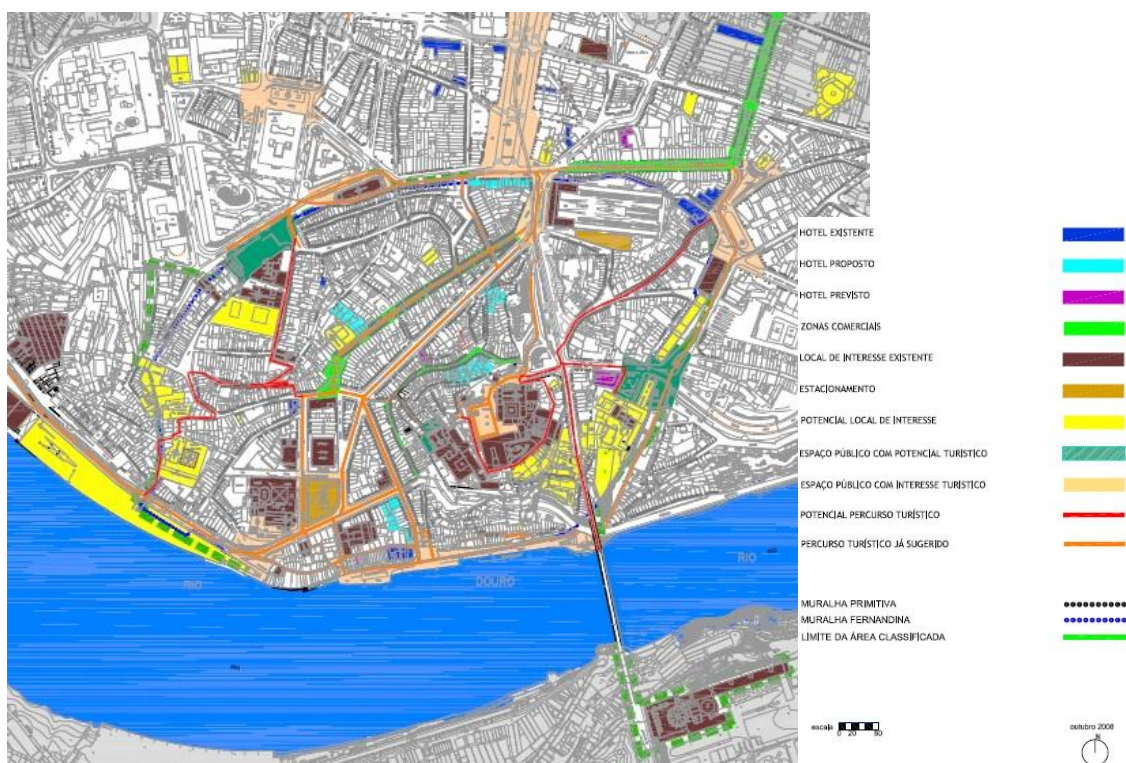 HOTEL EXISTENTE
HOTEL PROPOSTO
HOTEL PREVISTO
ZONAS COMERCIAIS
LOCAL DE INTERESSE EXISTENTE
ESTACIONAMENTO
POTENCIAL LOCAL DE INTERESSE
ESPAÇO PÚBLICO COM POTENCIAL TURÍSTICO
ESPAÇO PÚBLICO COM INTERESSE TURÍSTICO
POTENCIAL PERCURSO TURÍSTICO
PERCURSO TURÍSTICO JÁ SUGERIDO
RIO
DOURO
RIO
MURALHA PRIMITIVA
MURALHA FERNANDINA
LIMITE DA ÁREA CLASSIFICADA
escala
0 20 80
outubro 2008
N